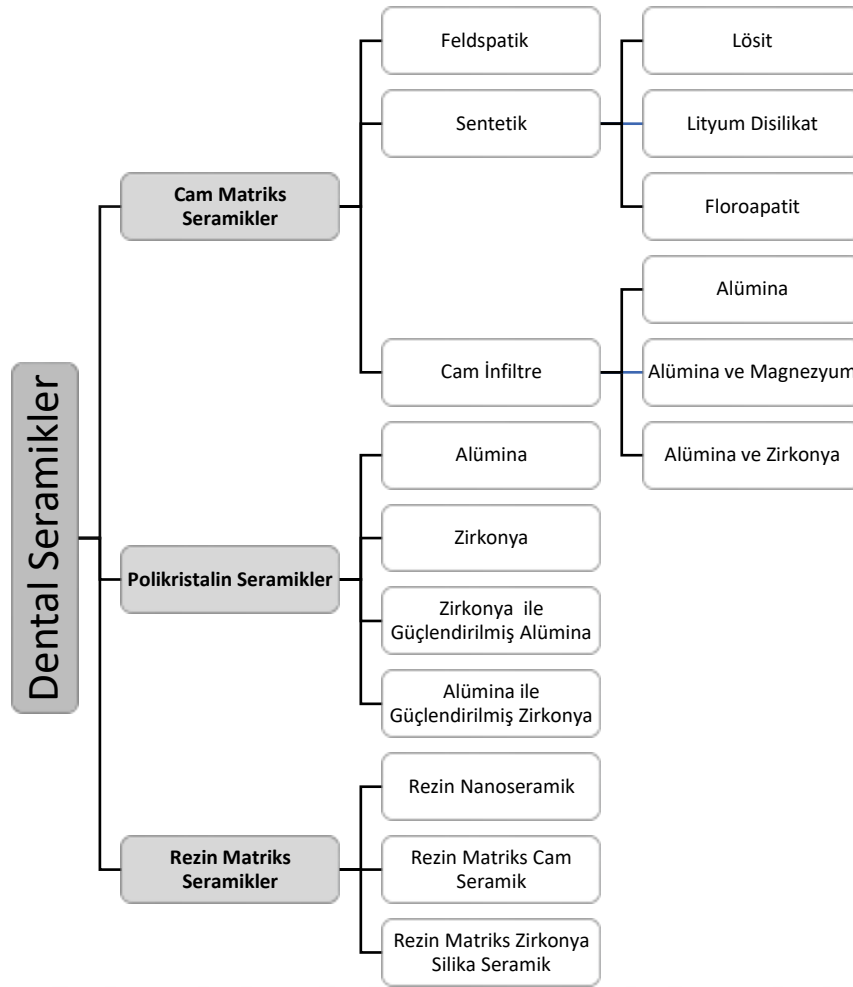 Dental Seramikler
Cam Matriks
Seramikler
Feldspatik
Sentetik
Lösit
Lityum Disilikat
Floroapatit
Cam İnfiltre
Alümina
Alümina ve Magnezyum
Alümina ve Zirkonya
Polikristalin Seramikler
Alümina
Zirkonya
Zirkonya ile
Güçlendirilmiş Alümina
Alümina ile
Güçlendirilmiş Zirkonya
Rezin Matriks
Seramikler
Rezin Nanoseramik
Rezin Matriks Cam
Seramik
Rezin Matriks Zirkonya
Silika Seramik